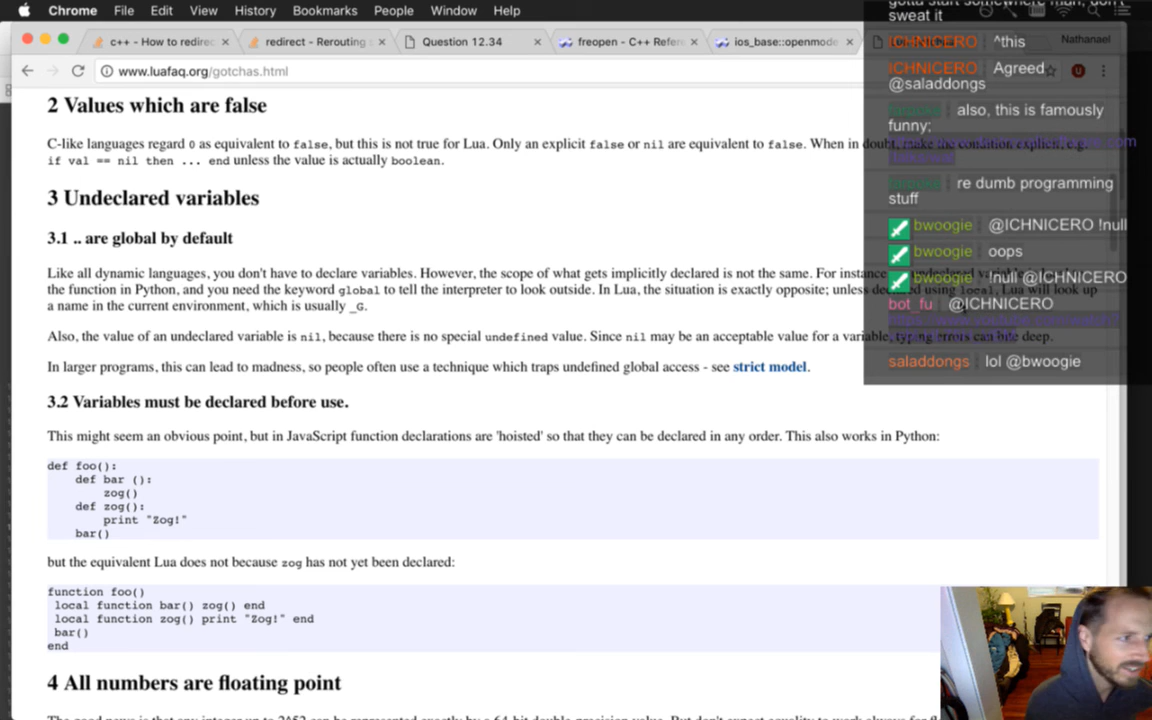 Chrome File Edit View History Bookmarks People Window Help
c++ - How to redirec redirect - Rerouting Question 12.34 freopen - C++ Refere ios_base::openmode Nathanael
www.luafaq.org/gotchas.html
2 Values which are false
C-like languages regard 0 as equivalent to false, but this is not true for Lua. Only an explicit false or nil are equivalent to false. When in doubt, make the condition explicit, e.g.
if val == nil then ... end unless the value is actually boolean.
3 Undeclared variables
3.1 .. are global by default
Like all dynamic languages, you don't have to declare variables. However, the scope of what gets implicitly declared is not the same. For instance
the function in Python, and you need the keyword global to tell the interpreter to look outside. In Lua, the situation is exactly opposite; unless declared using local, Lua will look up
a name in the current environment, which is usually _G.
Also, the value of an undeclared variable is nil, because there is no special undefined value. Since nil may be an acceptable value for a variable, typing errors can bite deep.
In larger programs, this can lead to madness, so people often use a technique which traps undefined global access - see strict model.
3.2 Variables must be declared before use.
This might seem an obvious point, but in JavaScript function declarations are 'hoisted' so that they can be declared in any order. This also works in Python:
def foo():
def bar ():
zog()
def zog():
print "Zog!"
bar()
but the equivalent Lua does not because zog has not yet been declared:
function foo()
local function bar() zog() end
local function zog() print "Zog!" end
bar()
end
4 All numbers are floating point
sweat it
ICHNICERO ^this
ICHNICERO Agreed
@saladdongs
also, this is famously
funny:
re dumb programming
stuff
bwoogie @ICHNICERO !null
bwoogie oops
bwoogie !null @ICHNICERO
bot_fu @ICHNICERO
saladdongs lol @bwoogie